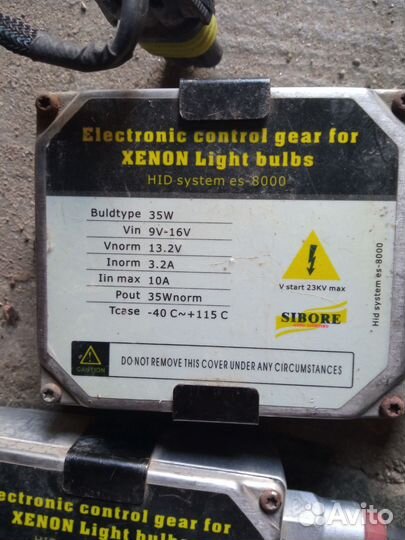 Electronic control gear for
XENON Light bulbs
HID system es-8000
Buldtype 35W
Vin 9V-16V
Vnorm 13.2V
Inorm 3.2A
Iin max 10A
Pout 35Wnorm
Tcase -40 C~+115 C
V start 23KV max
SIBORE
Hid system es-8000
CAUTION
DO NOT REMOVE THIS COVER UNDER ANY CIRCUMSTANCES
Electronic control gear for
XENON Light bulbs
Avito